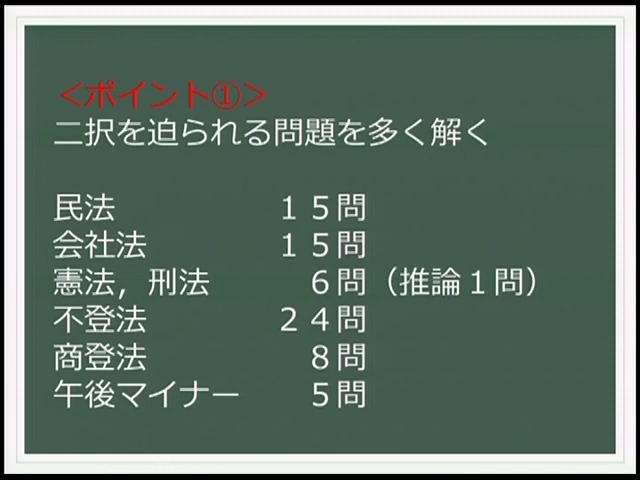 ＜ポイント①＞
二択を迫られる問題を多く解く
民法　１５問
会社法　１５問
憲法，刑法　６問（推論１問）
不登法　２４問
商登法　８問
午後マイナー　５問